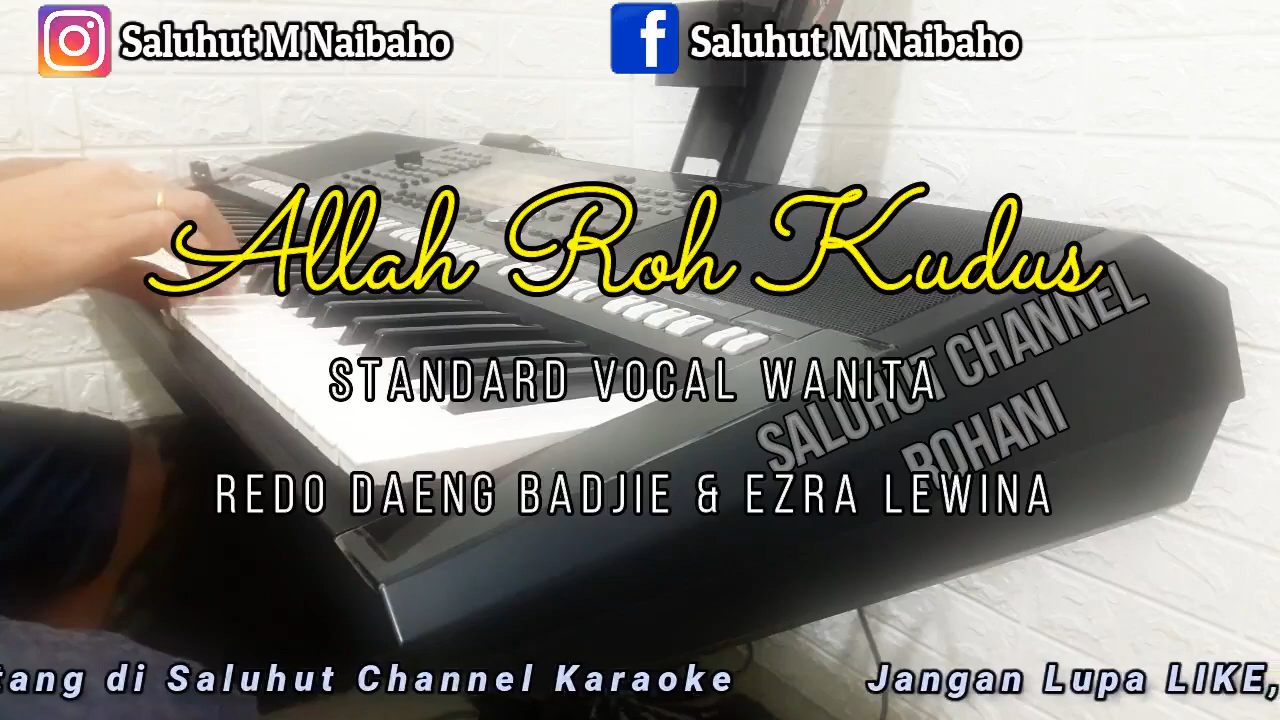 Saluhut M Naibaho
Saluhut M Naibaho
Allah Roh Kudus
STANDARD VOCAL WANITA
SALUHUT CHANNEL
ROHANI
REDO DAENG BADJIE & EZRA LEWINA
tang di Saluhut Channel Karaoke
Jangan Lupa LIKE,